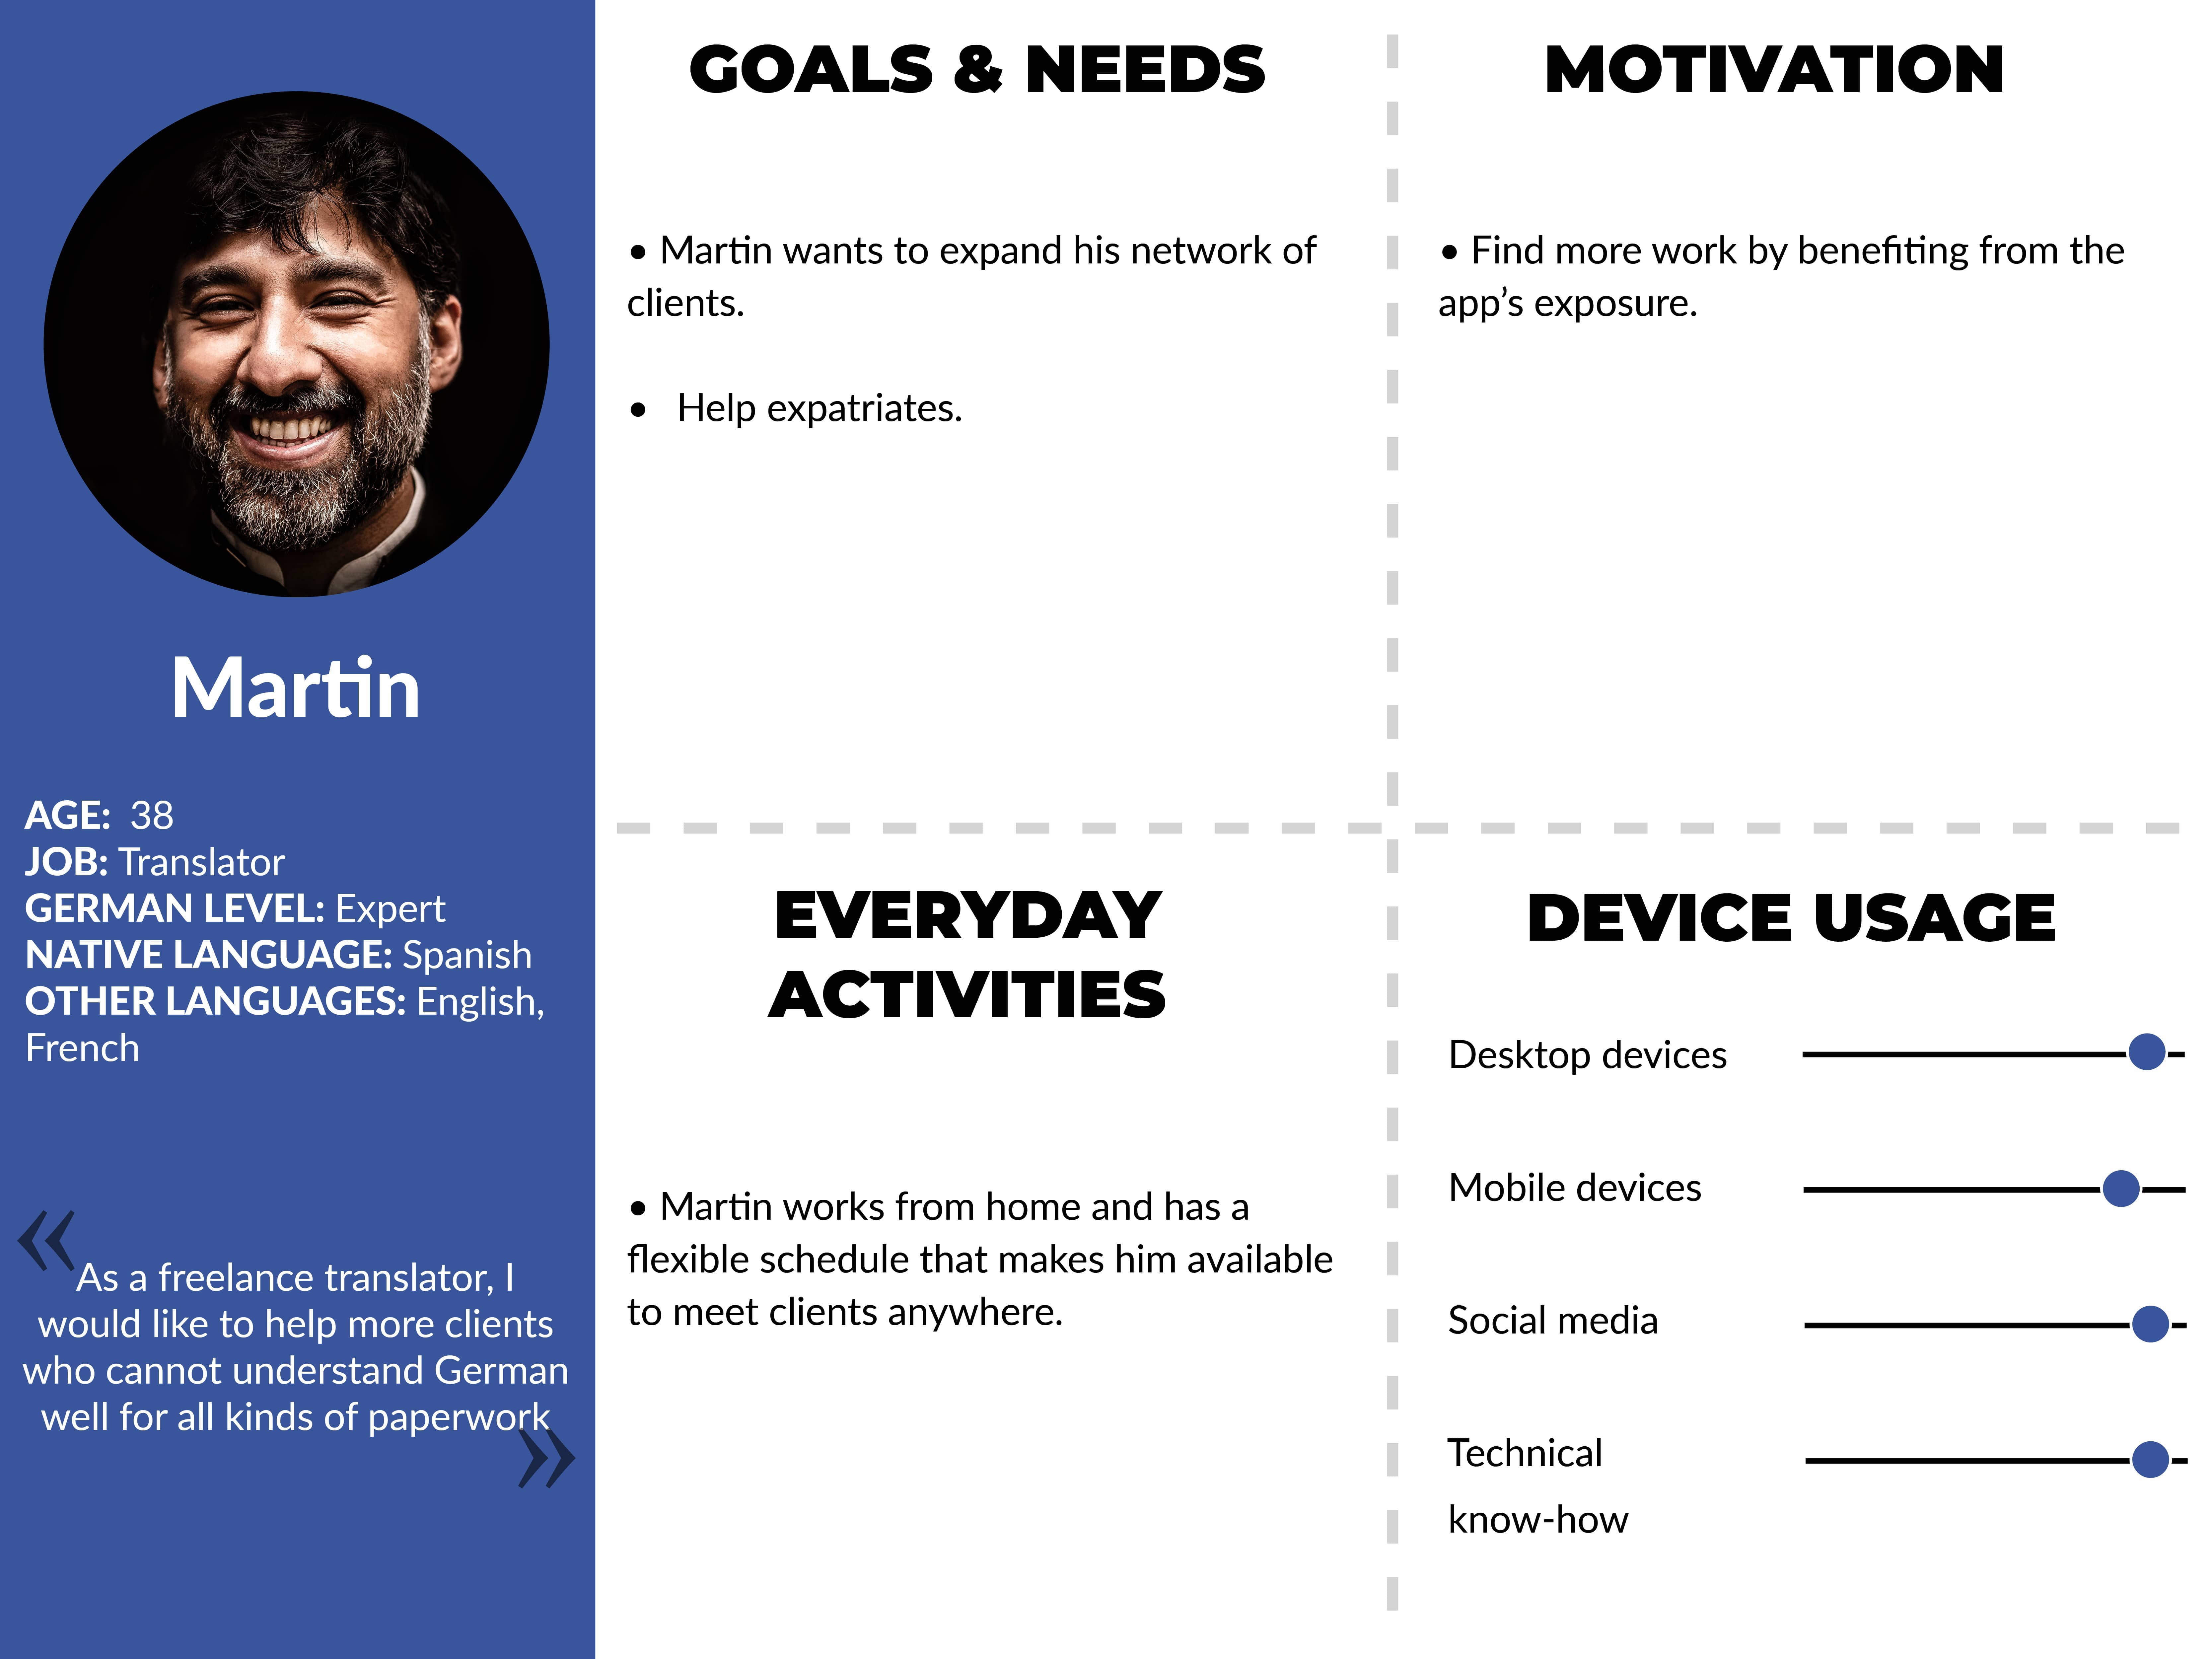 Martin
AGE:  38
JOB: Translator
GERMAN LEVEL: Expert
NATIVE LANGUAGE: Spanish
OTHER LANGUAGES: English,
French
«
As a freelance translator, I
would like to help more clients
who cannot understand German
well for all kinds of paperwork
»
GOALS & NEEDS
• Martin wants to expand his network of
clients.
•   Help expatriates.
MOTIVATION
• Find more work by benefiting from the
app’s exposure.
EVERYDAY
ACTIVITIES
• Martin works from home and has a
flexible schedule that makes him available
to meet clients anywhere.
DEVICE USAGE
Desktop devices
Mobile devices
Social media
Technical
know-how